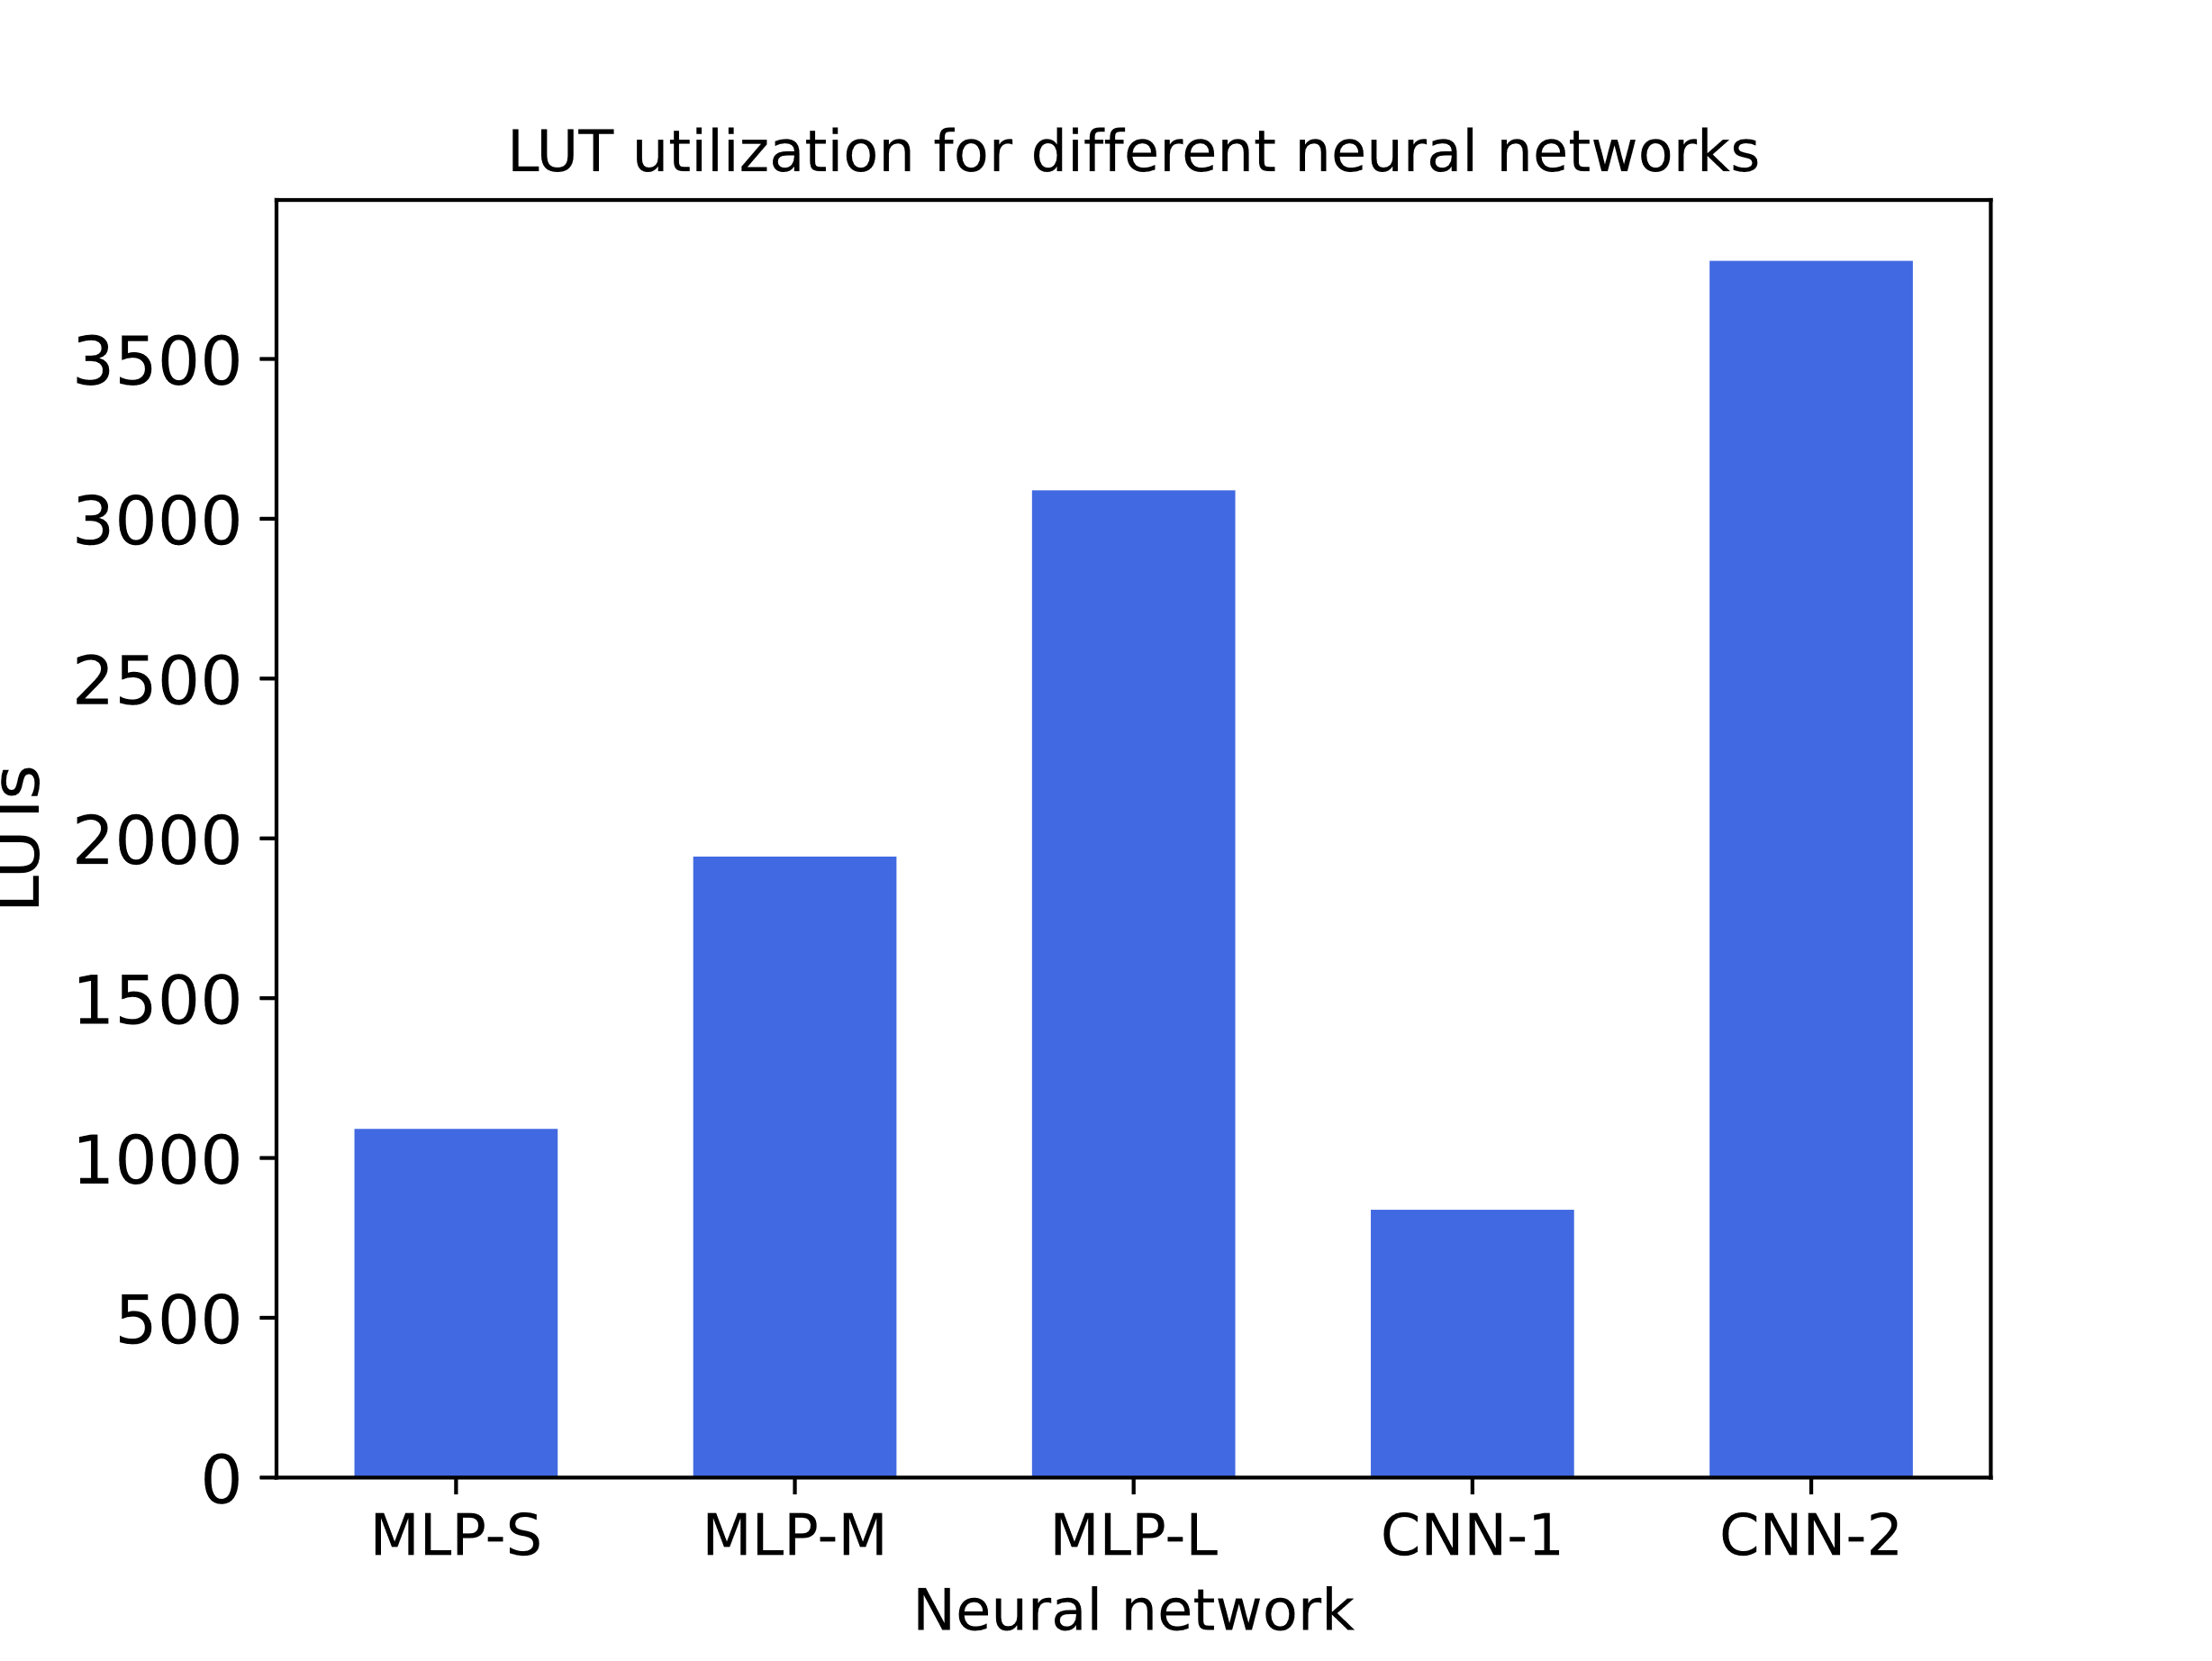 LUT utilization for different neural networks
3500
3000
2500
2000
1500
1000
500
0
LUTs
MLP-S MLP-M MLP-L CNN-1 CNN-2
Neural network